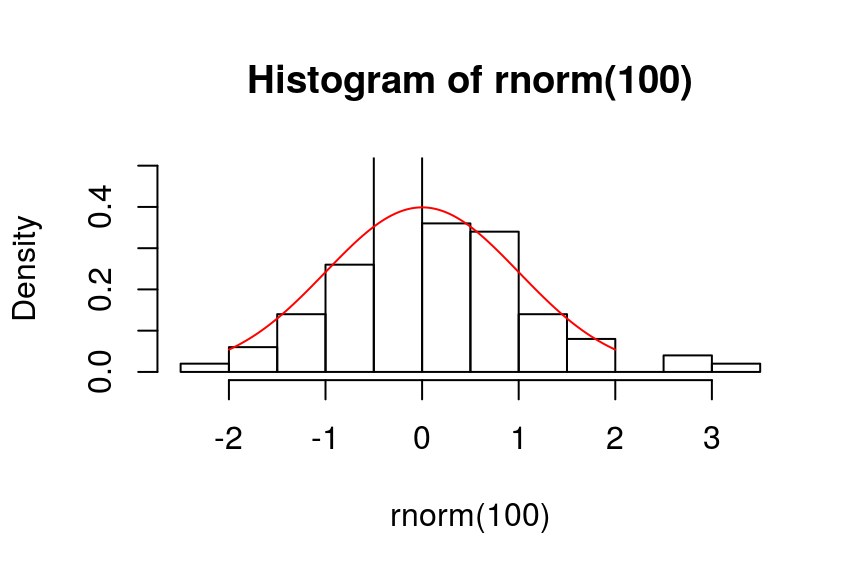 Histogram of rnorm(100)
Density
0.4
0.2
0.0
-2 -1 0 1 2 3
rnorm(100)